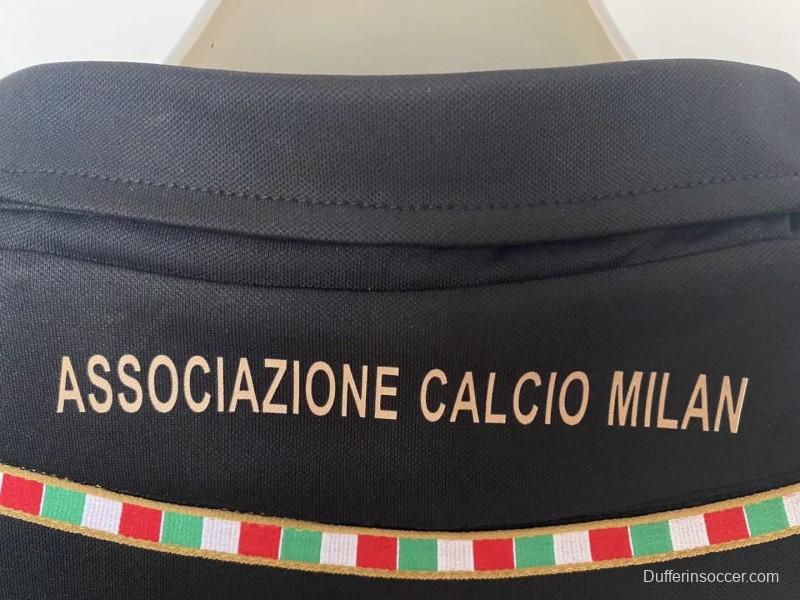 ASSOCIAZIONE CALCIO MILAN
Dufferinsoccer.com